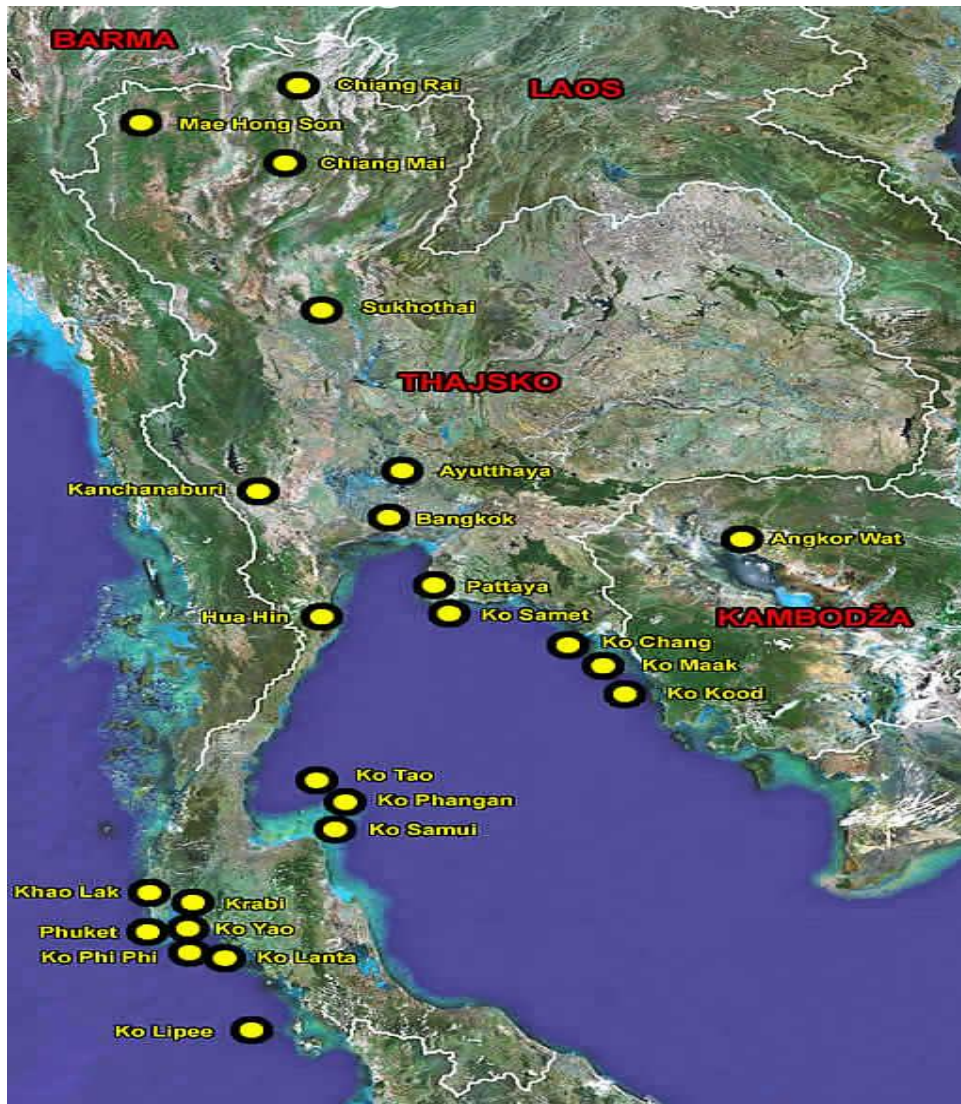 BARMA
Chiang Rai
LAOS
Mae Hong Son
Chiang Mai
Sukhothai
THAJSKO
Ayutthaya
Kanchanaburi
Bangkok
Angkor Wat
Pattaya
Hua Hin
Ko Samet
KAMBODŽA
Ko Chang
Ko Maak
Ko Kood
Ko Tao
Ko Phangan
Ko Samui
Khao Lak
Krabi
Phuket
Ko Yao
Ko Phi Phi
Ko Lanta
Ko Lipee